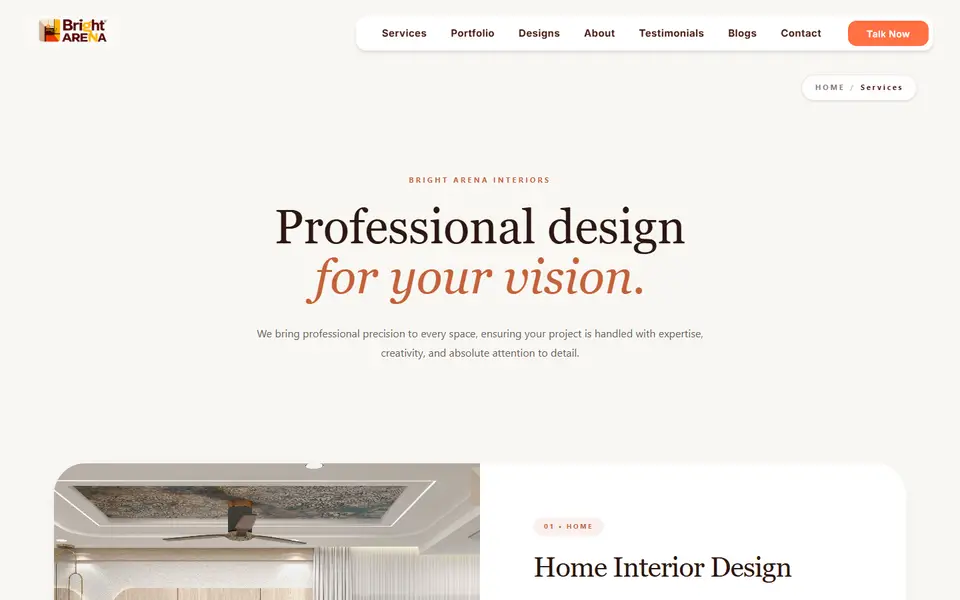 Bright
ARENA
Services
Portfolio
Designs
About
Testimonials
Blogs
Contact
Talk Now
HOME / Services
BRIGHT ARENA INTERIORS
Professional design
for your vision.
We bring professional precision to every space, ensuring your project is handled with expertise,
creativity, and absolute attention to detail.
01 • HOME
Home Interior Design